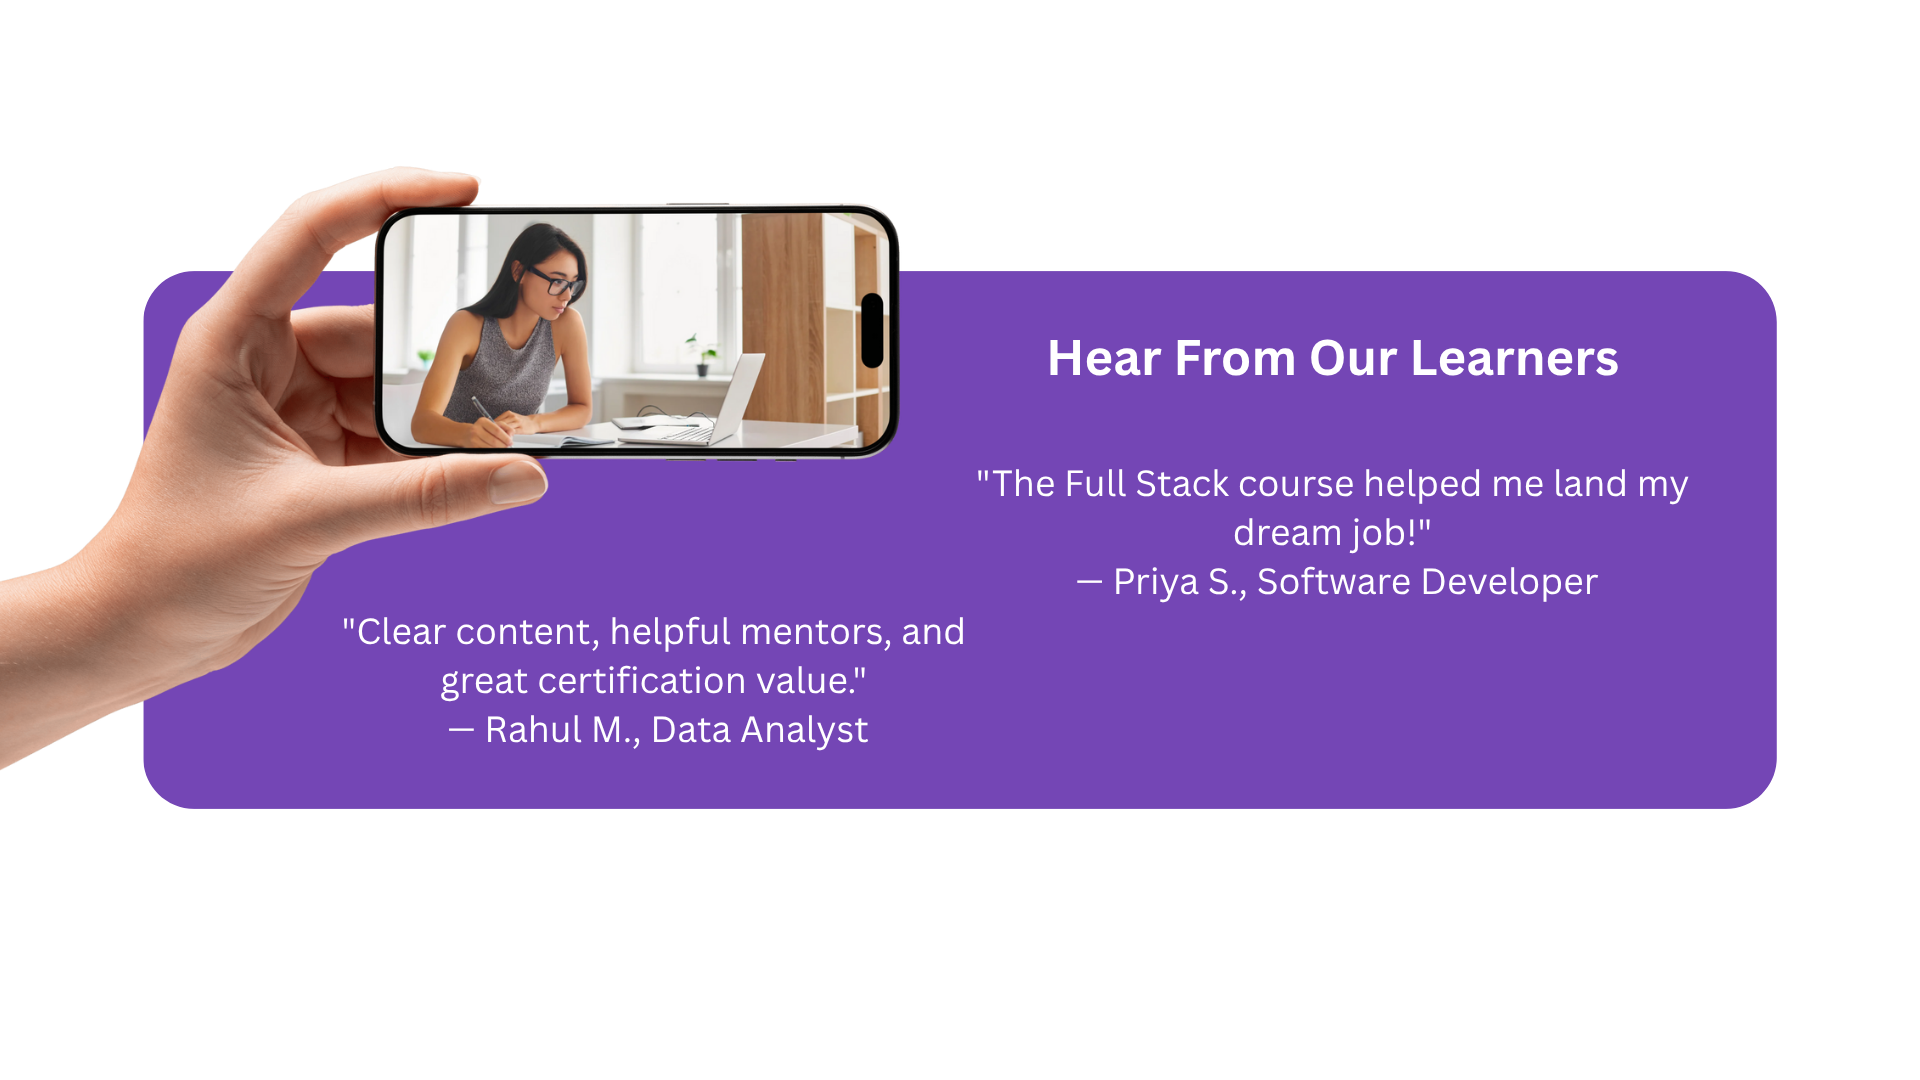 Hear From Our Learners
"The Full Stack course helped me land my
dream job!"
— Priya S., Software Developer
"Clear content, helpful mentors, and
great certification value."
— Rahul M., Data Analyst